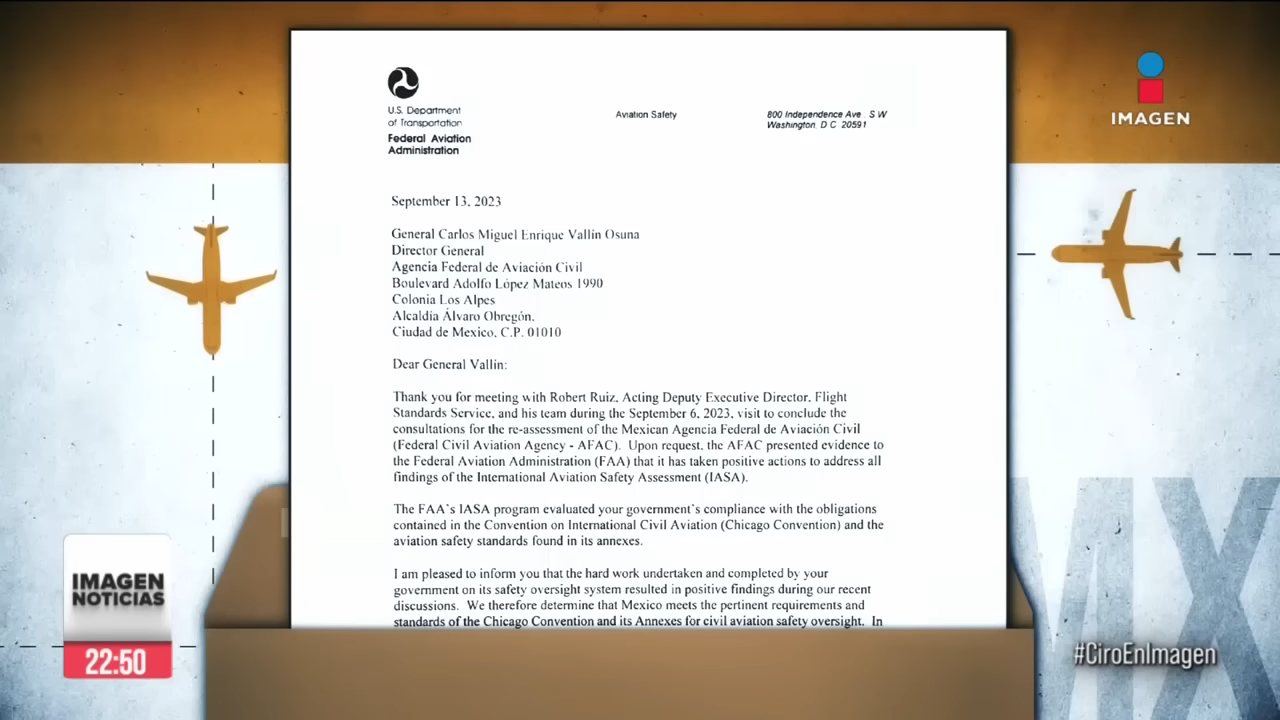 U.S. Department
of Transportation
Federal Aviation
Administration
Aviation Safety
800 Independence Ave., S W
Washington, D C 20591
IMAGEN
September 13, 2023
General Carlos Miguel Enrique Vallín Osuna
Director General
Agencia Federal de Aviación Civil
Boulevard Adolfo López Mateos 1990
Colonia Los Alpes
Alcaldía Álvaro Obregón,
Ciudad de Mexico, C.P. 01010
Dear General Vallin:
Thank you for meeting with Robert Ruiz, Acting Deputy Executive Director, Flight
Standards Service, and his team during the September 6, 2023, visit to conclude the
consultations for the re-assessment of the Mexican Agencia Federal de Aviación Civil
(Federal Civil Aviation Agency - AFAC). Upon request, the AFAC presented evidence to
the Federal Aviation Administration (FAA) that it has taken positive actions to address all
findings of the International Aviation Safety Assessment (IASA).
The FAA's IASA program evaluated your government's compliance with the obligations
contained in the Convention on International Civil Aviation (Chicago Convention) and the
aviation safety standards found in its annexes.
I am pleased to inform you that the hard work undertaken and completed by your
government on its safety oversight system resulted in positive findings during our recent
discussions. We therefore determine that Mexico meets the pertinent requirements and
standards of the Chicago Convention and its Annexes for civil aviation safety oversight. In
IMAGEN
NOTICIAS
22:50
#CiroEnImagen
MX